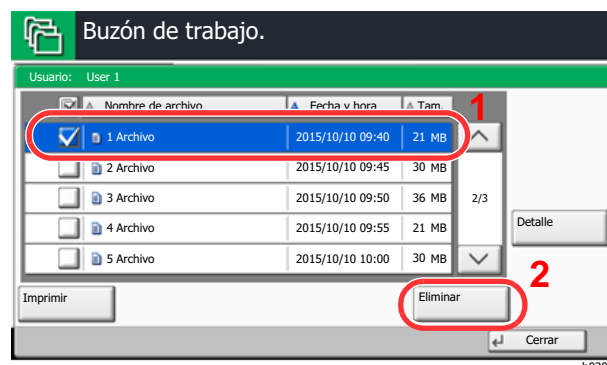 Buzón de trabajo.
Usuario: User 1
Nombre de archivo Fecha y hora Tam.
1
1 Archivo 2015/10/10 09:40 21 MB
2 Archivo 2015/10/10 09:45 30 MB
3 Archivo 2015/10/10 09:50 36 MB 2/3
4 Archivo 2015/10/10 09:55 21 MB
Detalle
5 Archivo 2015/10/10 10:00 30 MB
2
Imprimir Eliminar
Cerrar